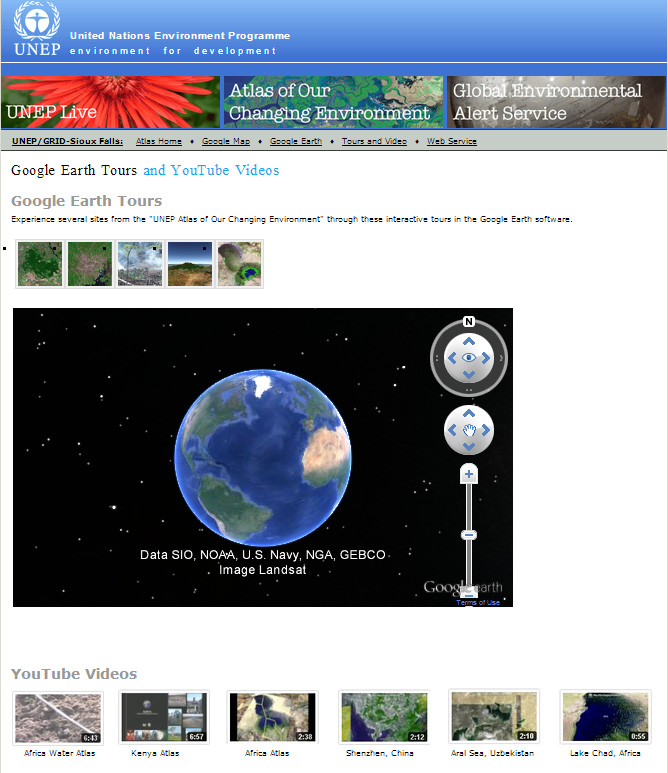 UNEP
United Nations Environment Programme
environment for development
UNEP Live
Atlas of Our
Changing Environment
Global Environmental
Alert Service
UNEP/GRID-Sioux Falls: Atlas Home ♦ Google Map ♦ Google Earth ♦ Tours and Video ♦ Web Service
Google Earth Tours and YouTube Videos
Google Earth Tours
Experience several sites from the "UNEP Atlas of Our Changing Environment" through these interactive tours in the Google Earth software.
N
Data SIO, NOAA, U.S. Navy, NGA, GEBCO
Image Landsat
Google earth
Terms of Use
YouTube Videos
6:43 6:57 2:38 2:12 2:10 0:55
Africa Water Atlas Kenya Atlas Africa Atlas Shenzhen, China Aral Sea, Uzbekistan Lake Chad, Africa